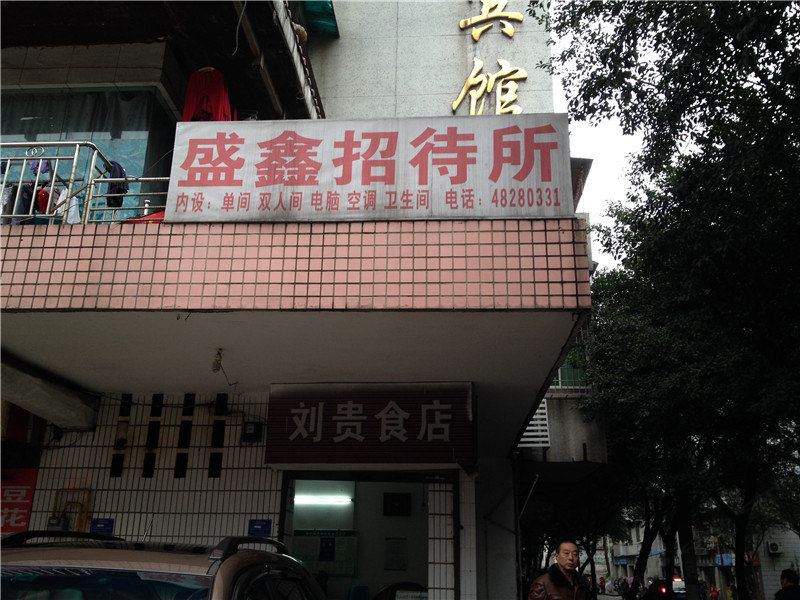 宾馆
盛鑫招待所
内设：单间 双人间 电脑 空调 卫生间 电话：48280331
刘贵食店
豆花